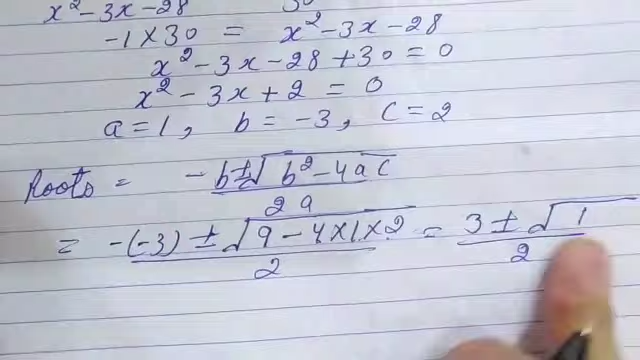 x² - 3x - 28 30
-1 × 30 = x² - 3x - 28
x² - 3x - 28 + 30 = 0
x² - 3x + 2 = 0
a = 1, b = -3, c = 2
Roots = -b ± √(b² - 4ac) / 2a
= -(-3) ± √(9 - 4×1×2) / 2 = 3 ± √1 / 2